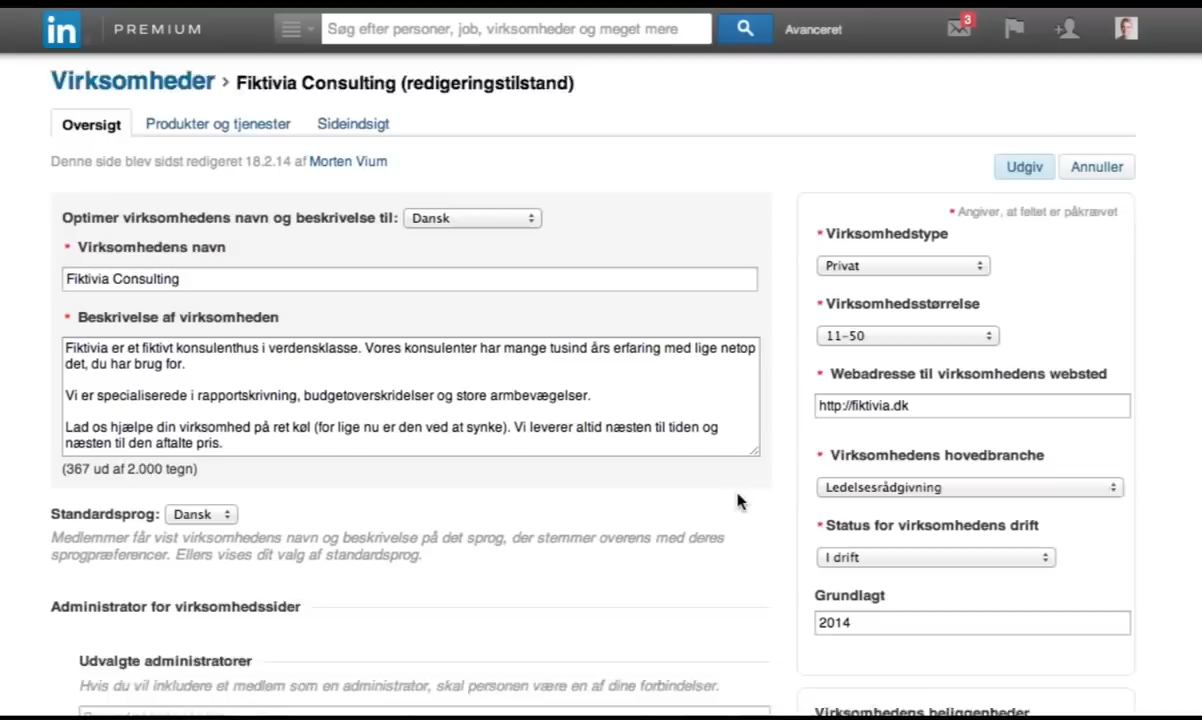 in PREMIUM Søg efter personer, job, virksomheder og meget mere Avanceret 3
Virksomheder › Fiktivia Consulting (redigeringstilstand)
Oversigt Produkter og tjenester Sideindsigt
Denne side blev sidst redigeret 18.2.14 af Morten Vium
Udgiv Annuller
Optimer virksomhedens navn og beskrivelse til: Dansk
* Virksomhedens navn
Fiktivia Consulting
* Beskrivelse af virksomheden
Fiktivia er et fiktivt konsulenthus i verdensklasse. Vores konsulenter har mange tusind års erfaring med lige netop
det, du har brug for.
Vi er specialiserede i rapportskrivning, budgetoverskridelser og store armbevægelser.
Lad os hjælpe din virksomhed på ret køl (for lige nu er den ved at synke). Vi leverer altid næsten til tiden og
næsten til den aftalte pris.
(367 ud af 2.000 tegn)
Standardsprog: Dansk
Medlemmer får vist virksomhedens navn og beskrivelse på det sprog, der stemmer overens med deres
sprogpræferencer. Ellers vises dit valg af standardsprog.
Administrator for virksomhedssider
Udvalgte administratorer
Hvis du vil inkludere et medlem som en administrator, skal personen være en af dine forbindelser.
* Angiver, at feltet er påkrævet
* Virksomhedstype
Privat
* Virksomhedsstørrelse
11-50
* Webadresse til virksomhedens websted
http://fiktivia.dk
* Virksomhedens hovedbranche
Ledelsesrådgivning
* Status for virksomhedens drift
I drift
Grundlagt
2014
Virksomhedens beliggenheder